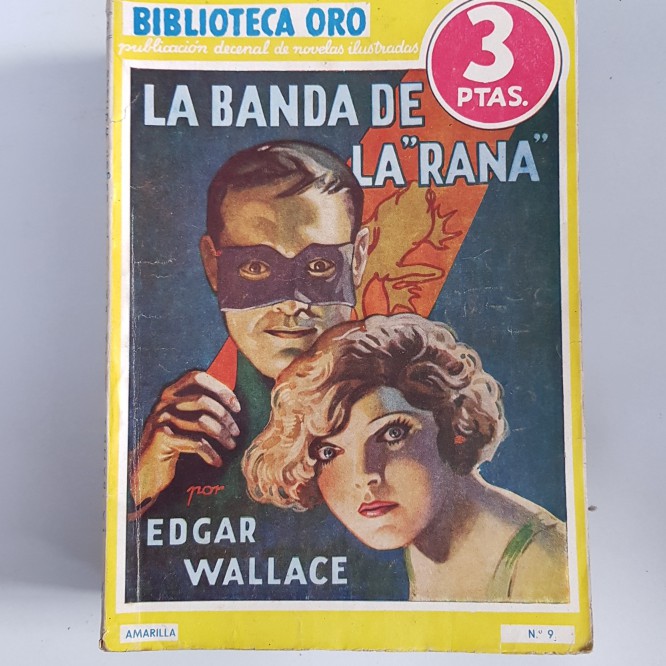 BIBLIOTECA ORO
publicación decenal de novelas ilustradas
3
PTAS.
LA BANDA DE
LA "RANA"
por
EDGAR
WALLACE
AMARILLA
N.º 9